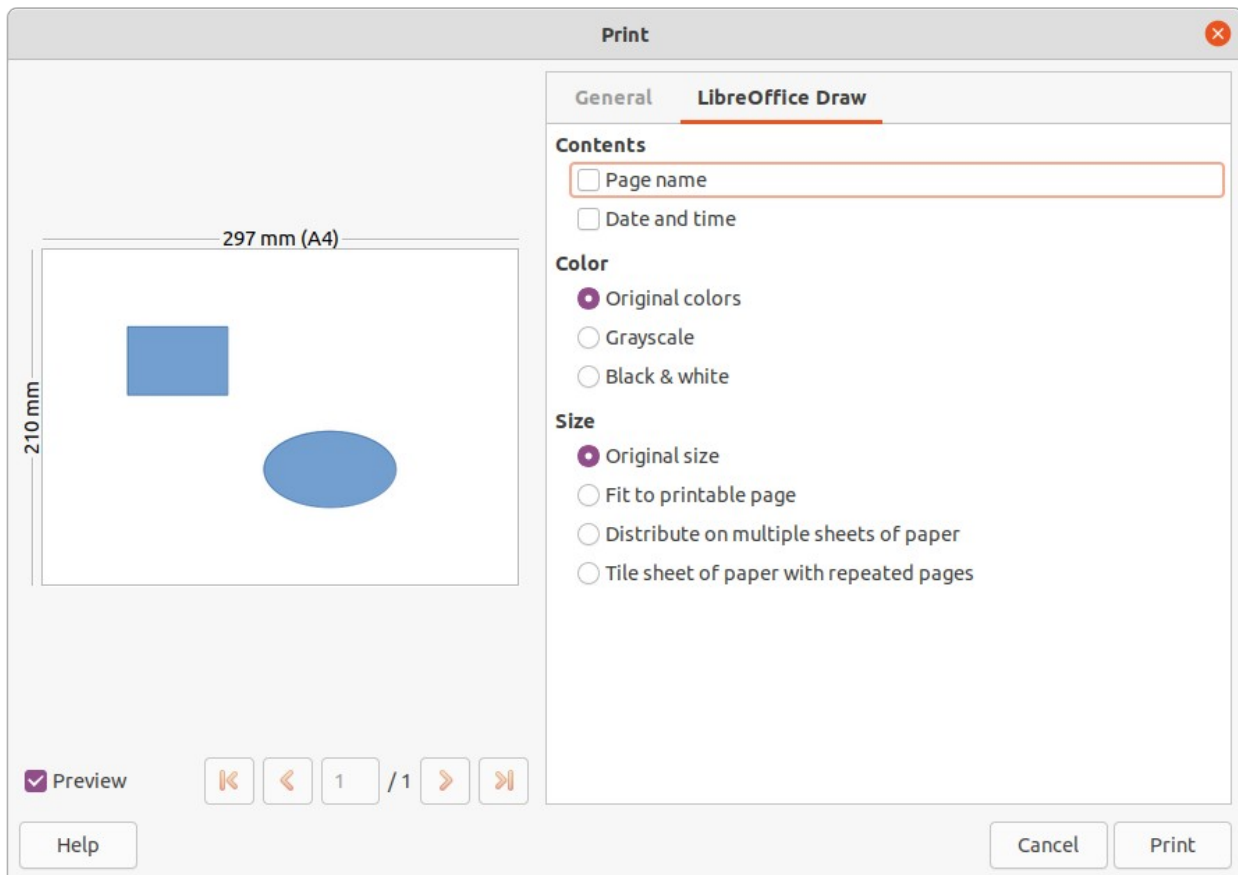 Print
General LibreOffice Draw
Contents
Page name
Date and time
Color
Original colors
Grayscale
Black & white
Size
Original size
Fit to printable page
Distribute on multiple sheets of paper
Tile sheet of paper with repeated pages
297 mm (A4)
210 mm
Preview
1 / 1
Help
Cancel Print